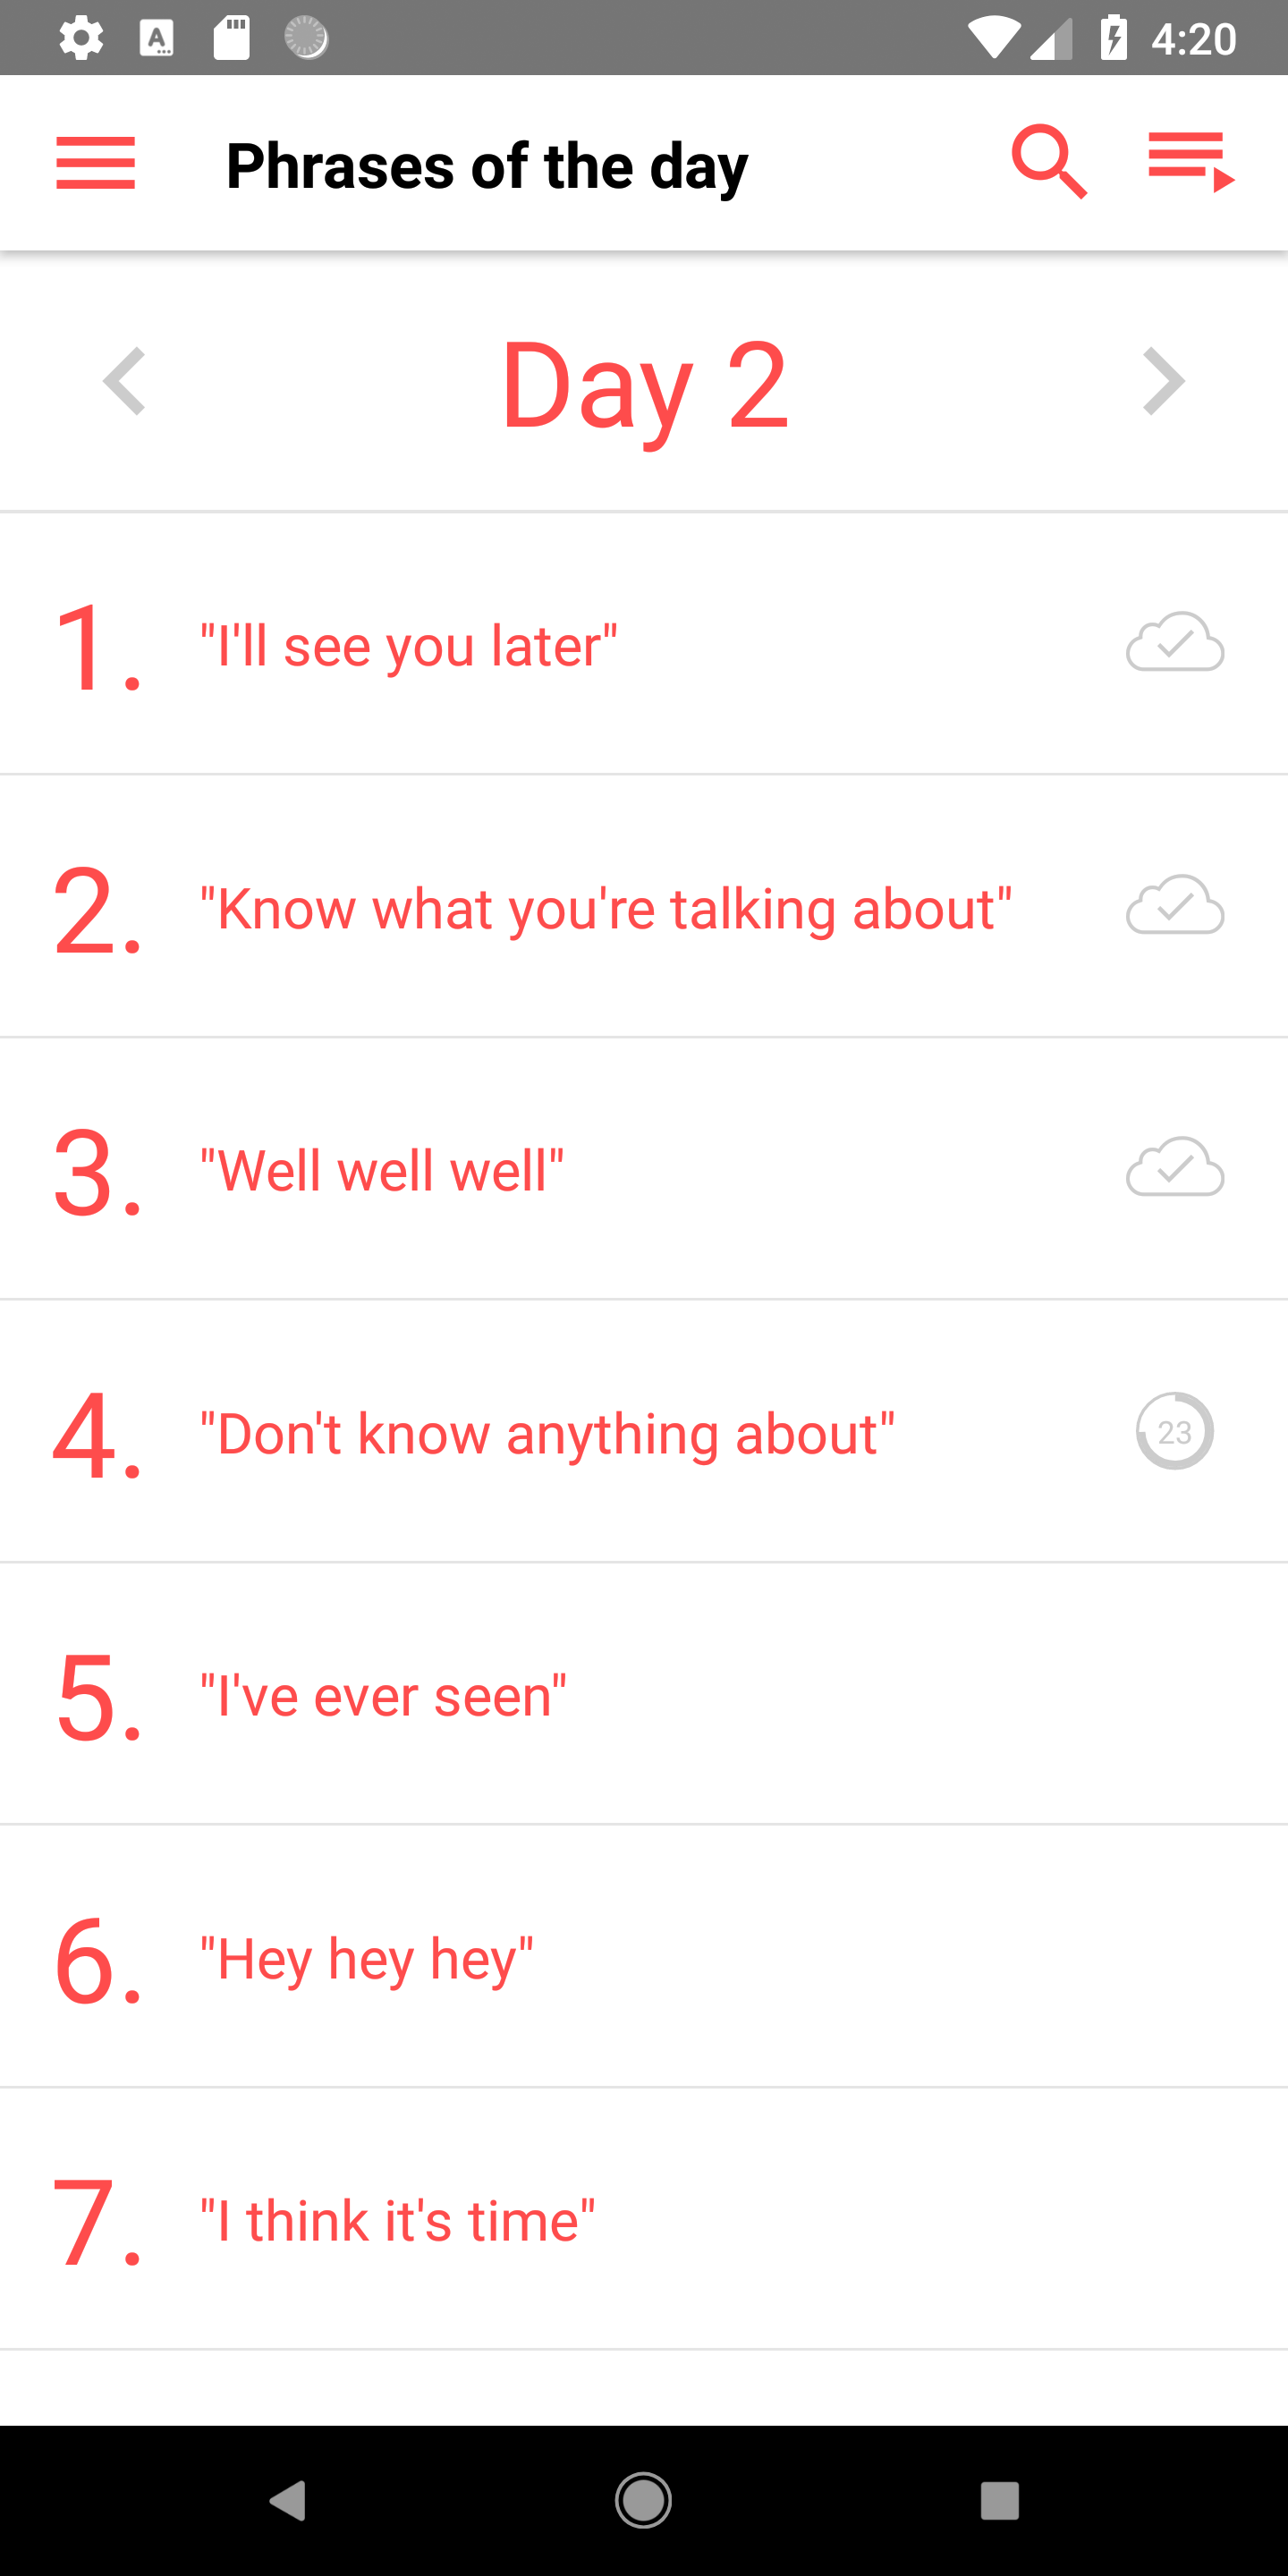 4:20
Phrases of the day
Day 2
1. "I'll see you later"
2. "Know what you're talking about"
3. "Well well well"
4. "Don't know anything about" 23
5. "I've ever seen"
6. "Hey hey hey"
7. "I think it's time"